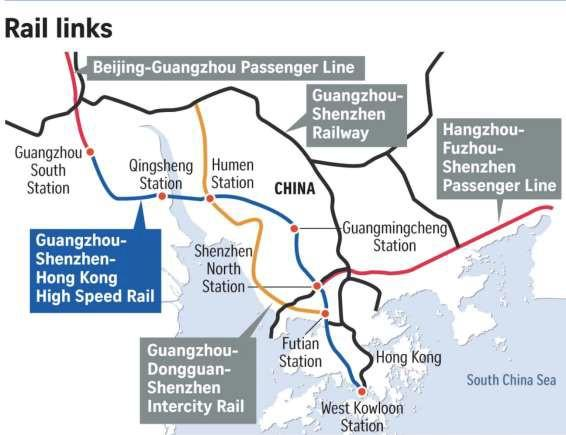 Rail links
Beijing-Guangzhou Passenger Line
Guangzhou-
Shenzhen
Railway
Hangzhou-
Fuzhou-
Shenzhen
Passenger Line
Guangzhou
South
Station
Qingsheng
Station
Humen
Station
CHINA
Guangmingcheng
Station
Guangzhou-
Shenzhen-
Hong Kong
High Speed Rail
Shenzhen
North
Station
Guangzhou-
Dongguan-
Shenzhen
Intercity Rail
Futian
Station
Hong Kong
South China Sea
West Kowloon
Station